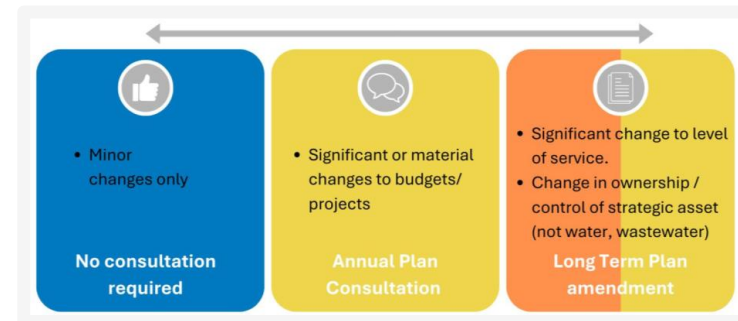 • Minor
changes only
No consultation
required
• Significant or material
changes to budgets/
projects
Annual Plan
Consultation
• Significant change to level
of service.
• Change in ownership /
control of strategic asset
(not water, wastewater)
Long Term Plan
amendment